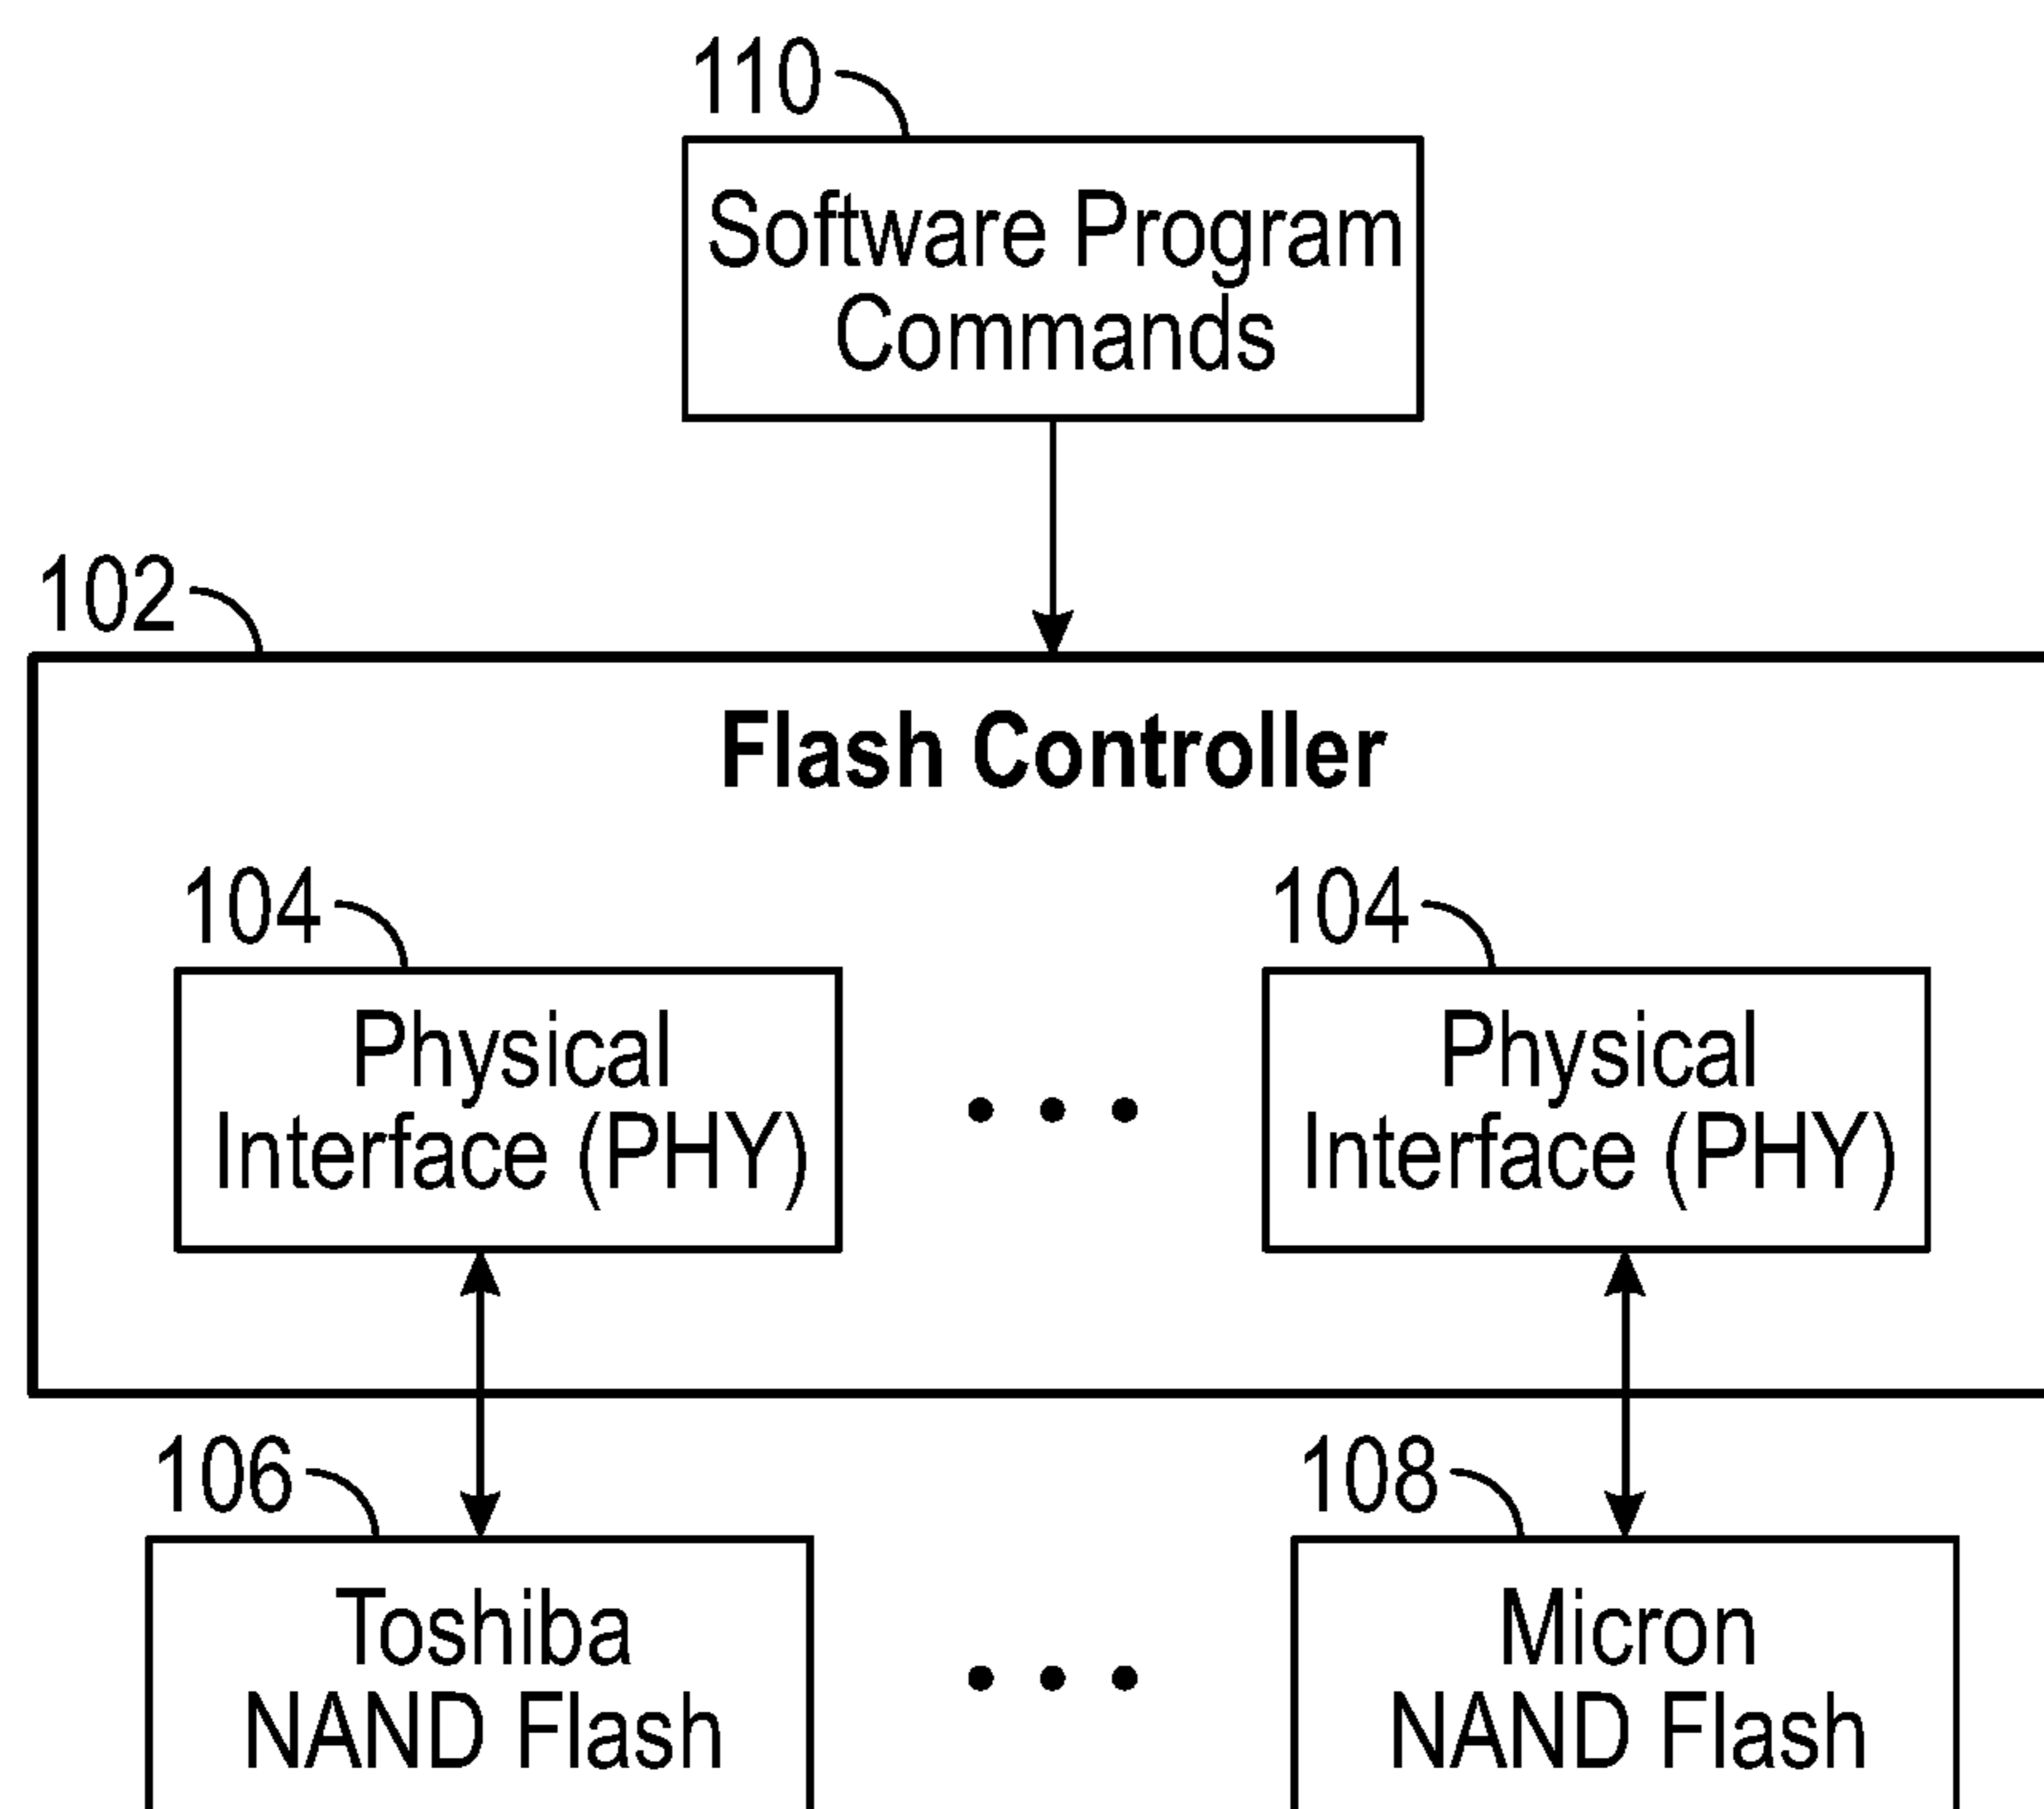 110
Software Program
Commands
102
Flash Controller
104
104
Physical
Interface (PHY)
Physical
Interface (PHY)
106
108
Toshiba
NAND Flash
Micron
NAND Flash